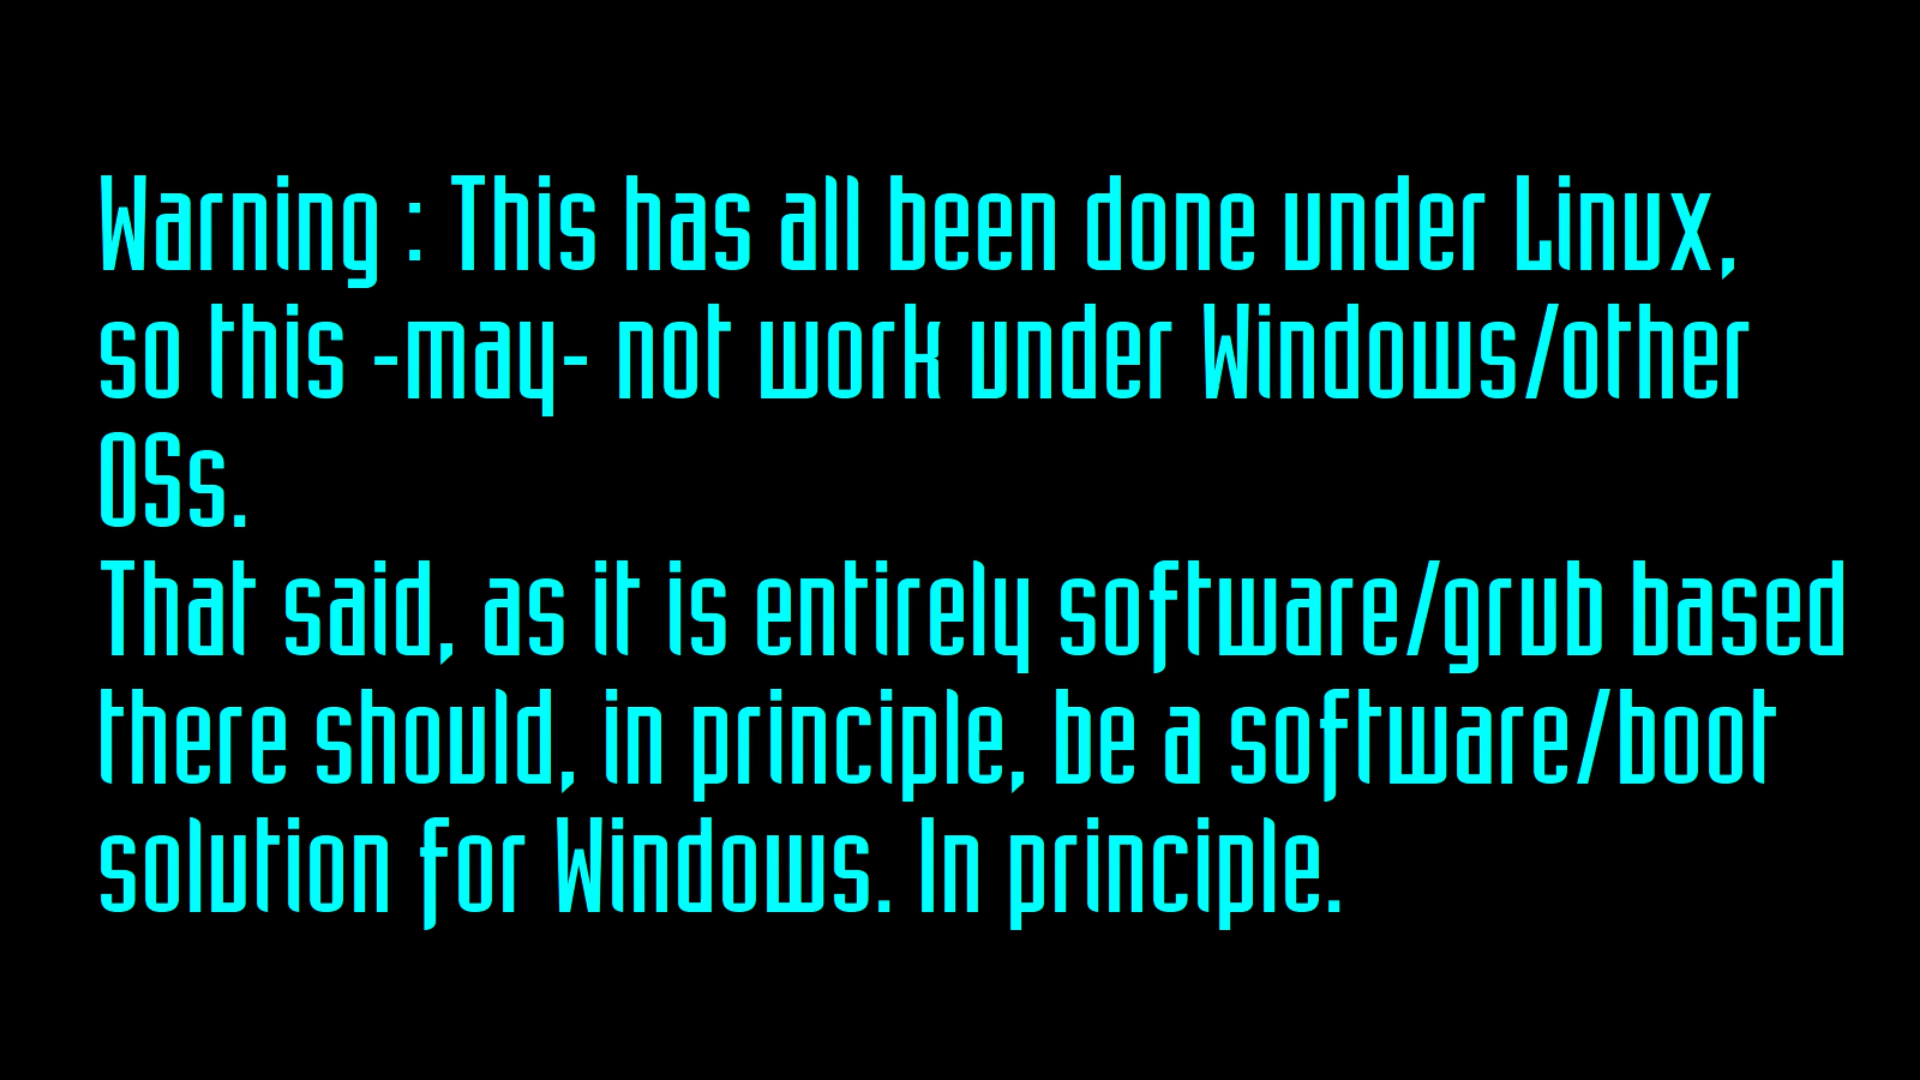 Warning : This has all been done under Linux,
so this -may- not work under Windows/other
OSs.
That said, as it is entirely software/grub based
there should, in principle, be a software/boot
solution for Windows. In principle.